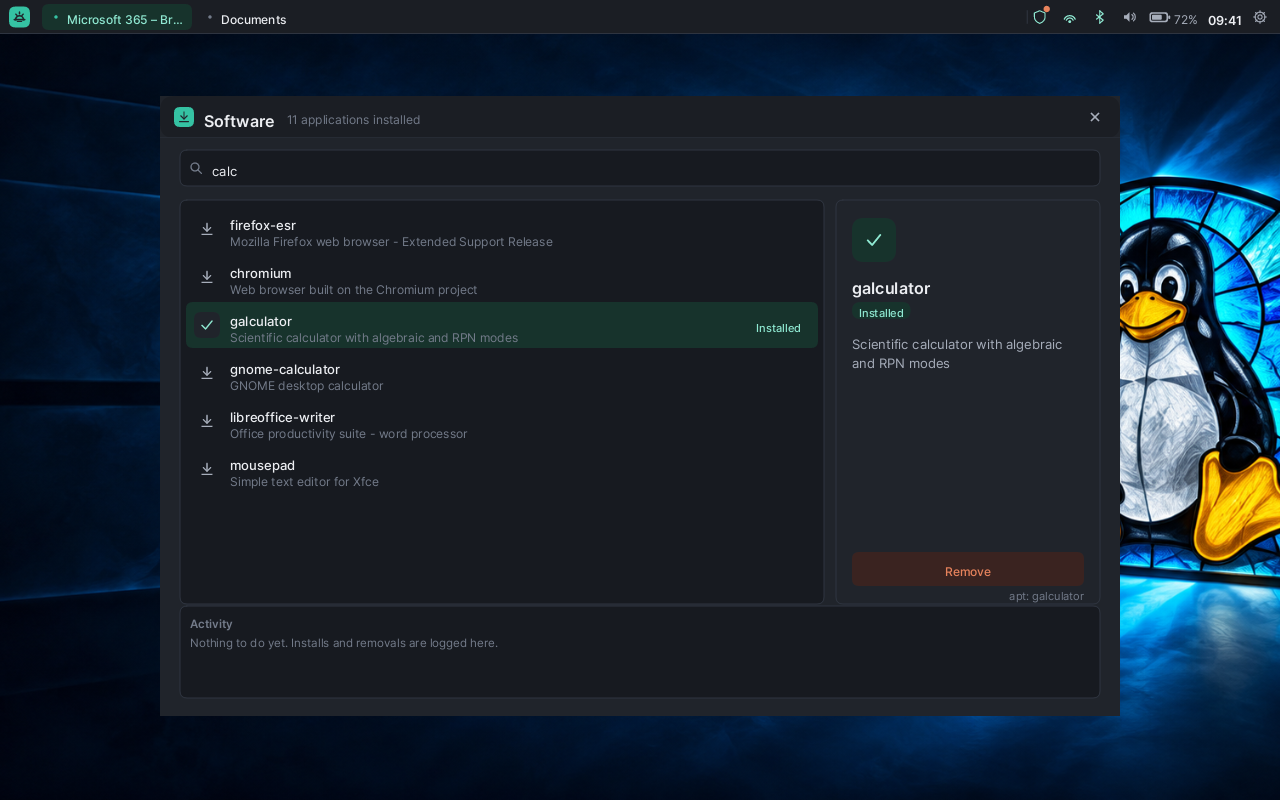 Microsoft 365 – Br...
Documents
72%
09:41
Software
11 applications installed
calc
firefox-esr
Mozilla Firefox web browser - Extended Support Release
chromium
Web browser built on the Chromium project
galculator
Scientific calculator with algebraic and RPN modes
Installed
gnome-calculator
GNOME desktop calculator
libreoffice-writer
Office productivity suite - word processor
mousepad
Simple text editor for Xfce
galculator
Installed
Scientific calculator with algebraic
and RPN modes
Remove
apt: galculator
Activity
Nothing to do yet. Installs and removals are logged here.